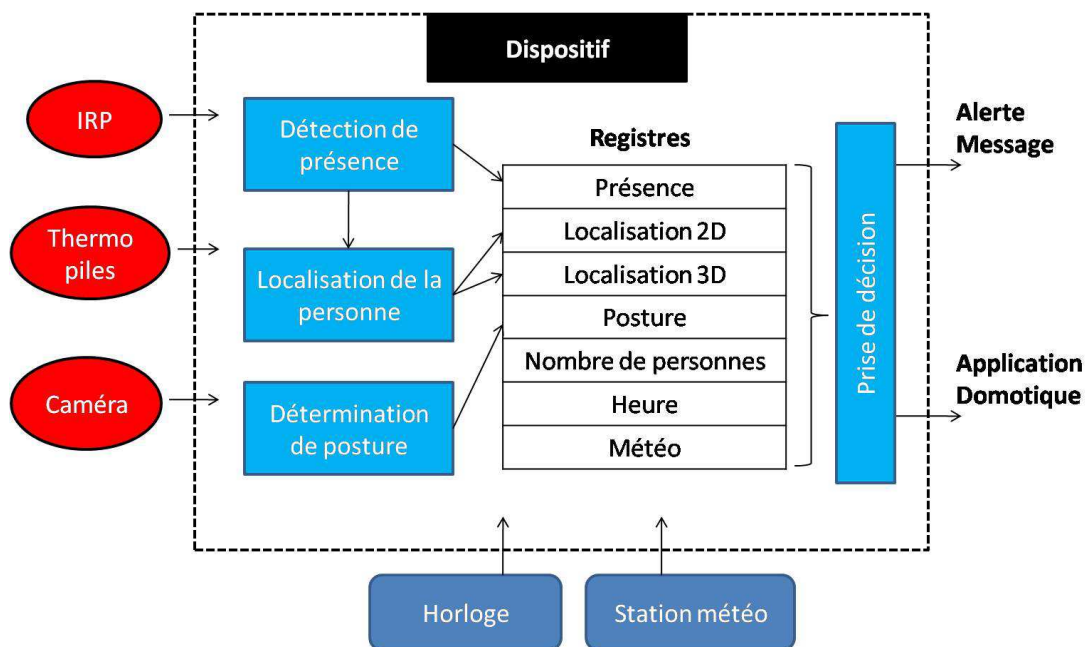 Dispositif
IRP
Détection de
présence
Registres
Alerte
Message
Présence
Thermo
piles
Localisation 2D
Localisation de la
personne
Localisation 3D
Posture
Prise de décision
Nombre de personnes
Application
Domotique
Caméra
Détermination
de posture
Heure
Météo
Horloge
Station météo